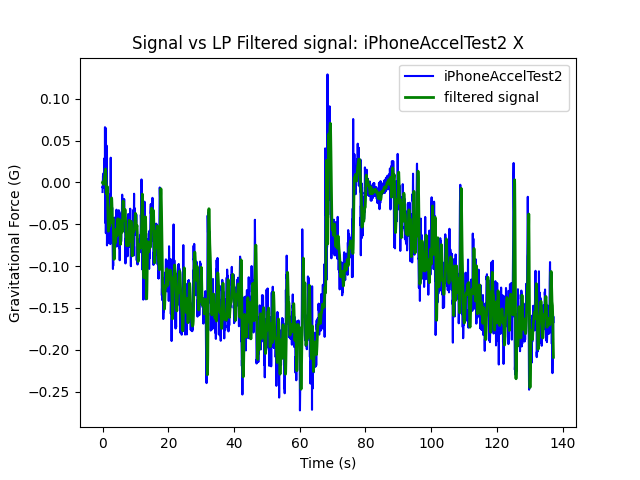 Signal vs LP Filtered signal: iPhoneAccelTest2 X
iPhoneAccelTest2
filtered signal
Gravitational Force (G)
0.10
0.05
0.00
−0.05
−0.10
−0.15
−0.20
−0.25
0 20 40 60 80 100 120 140
Time (s)